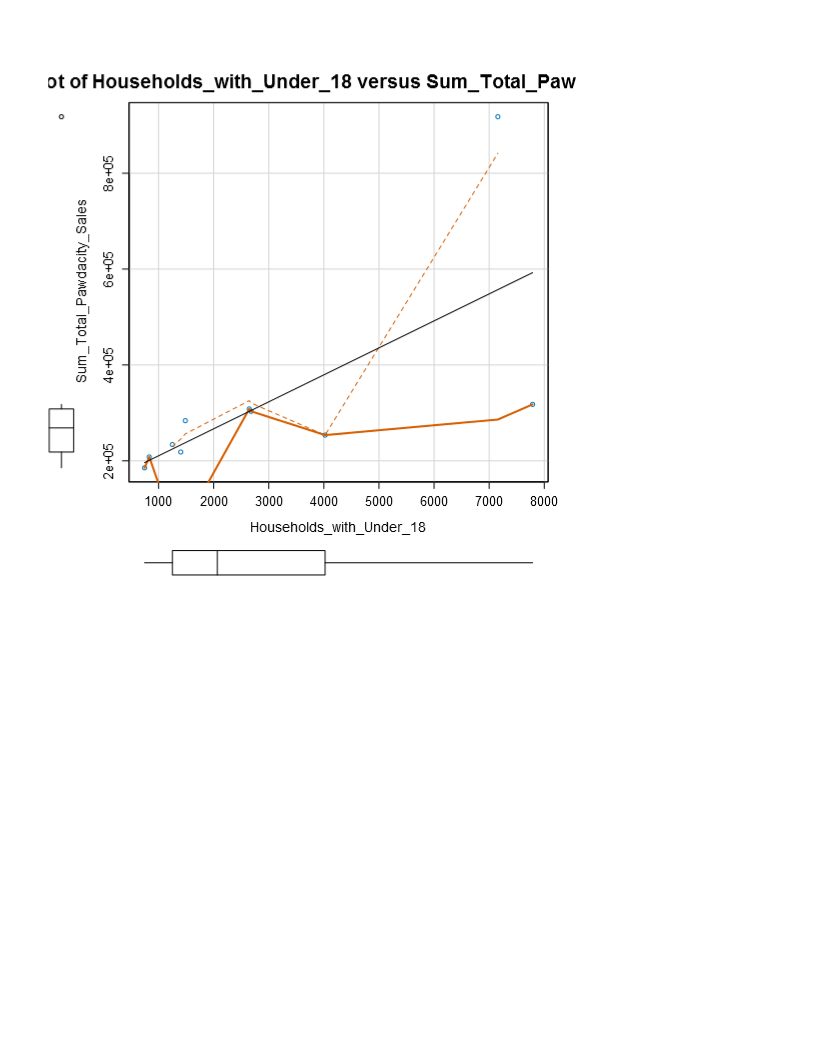 ot of Households_with_Under_18 versus Sum_Total_Paw
8e+05
6e+05
4e+05
2e+05
Sum_Total_Pawdacity_Sales
1000 2000 3000 4000 5000 6000 7000 8000
Households_with_Under_18